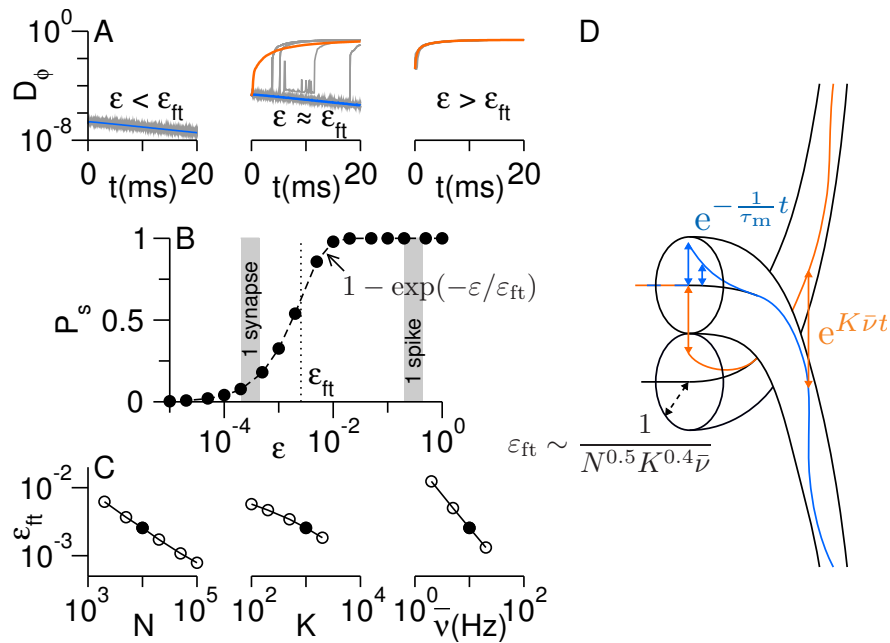 A
D_ϕ
10^0
10^-8
ε < ε_ft
ε ≈ ε_ft
ε > ε_ft
0 20
t(ms)
0 20
t(ms)
0 20
t(ms)
B
P_s
1
0.5
0
1 synapse
1 spike
1 − exp(−ε/ε_ft)
ε_ft
10^-4 10^-2 10^0
ε
C
ε_ft
10^-2
10^-3
10^3 10^5
N
10^2 10^4
K
10^0 10^2
ν̄(Hz)
D
e^{−\frac{1}{τ_m}t}
e^{Kν̄t}
ε_ft ∼ \frac{1}{N^{0.5}K^{0.4}ν̄}